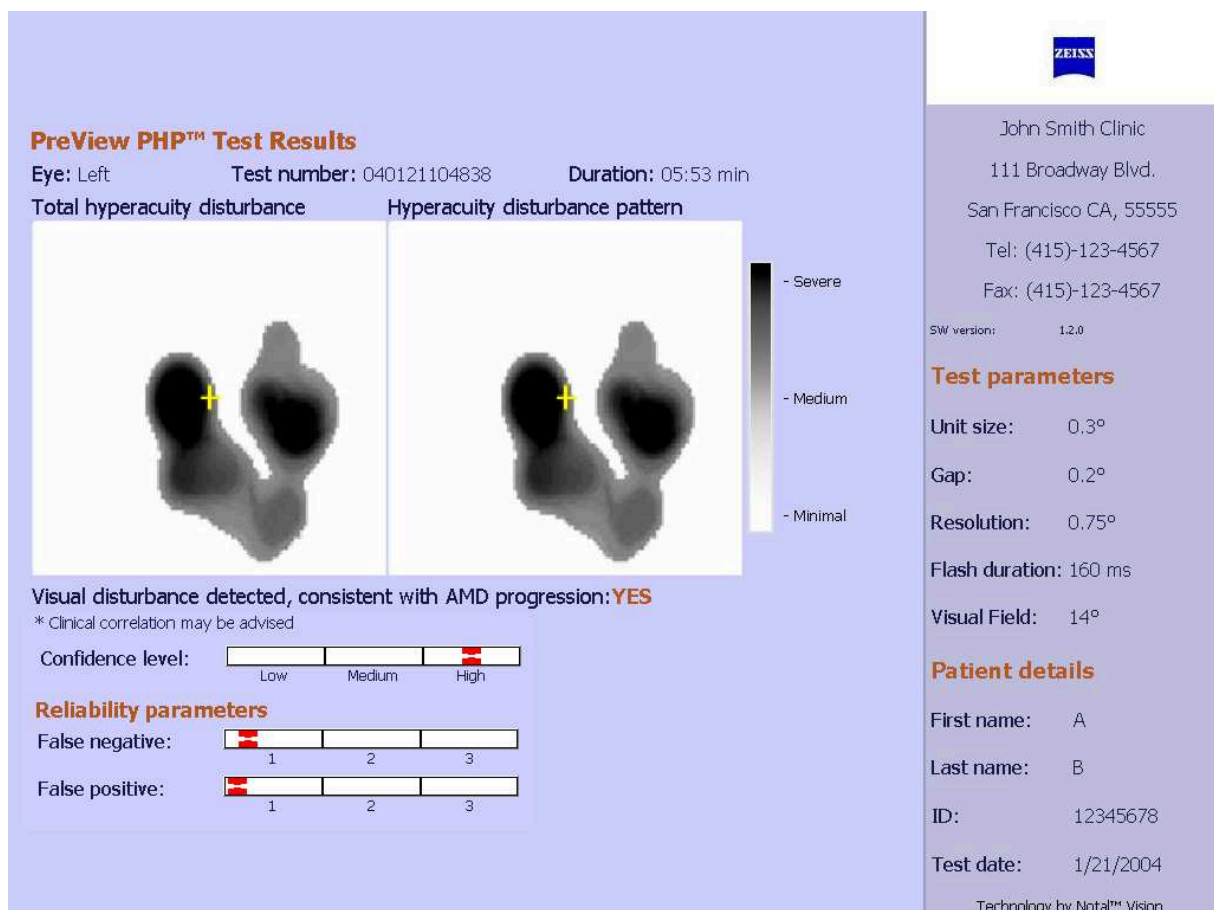 ZEISS
John Smith Clinic
111 Broadway Blvd.
San Francisco CA, 55555
Tel: (415)-123-4567
Fax: (415)-123-4567
SW version: 1.2.0
PreView PHP™ Test Results
Eye: Left Test number: 040121104838 Duration: 05:53 min
Total hyperacuity disturbance Hyperacuity disturbance pattern
- Severe
- Medium
- Minimal
Visual disturbance detected, consistent with AMD progression:YES
* Clinical correlation may be advised
Confidence level:
Low Medium High
Reliability parameters
False negative:
1 2 3
False positive:
1 2 3
Test parameters
Unit size: 0.3º
Gap: 0.2º
Resolution: 0.75º
Flash duration: 160 ms
Visual Field: 14º
Patient details
First name: A
Last name: B
ID: 12345678
Test date: 1/21/2004
Technology by Notal™ Vision